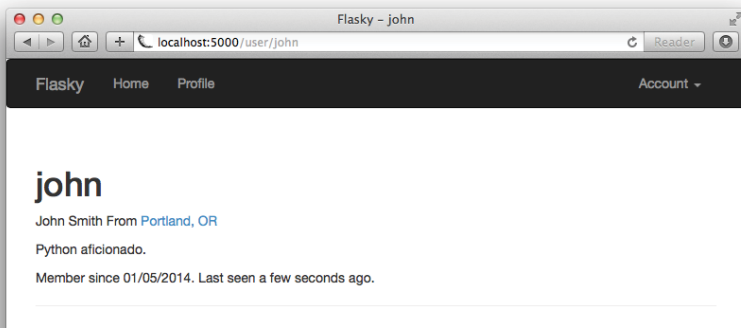 Flasky – john
localhost:5000/user/john
Reader
Flasky Home Profile Account
john
John Smith From Portland, OR
Python aficionado.
Member since 01/05/2014. Last seen a few seconds ago.